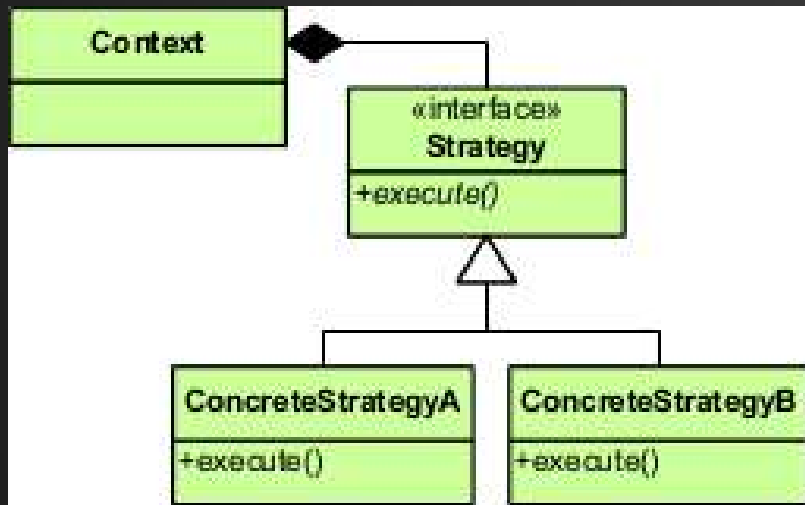 Context
«interface»
Strategy
+execute()
ConcreteStrategyA
+execute()
ConcreteStrategyB
+execute()